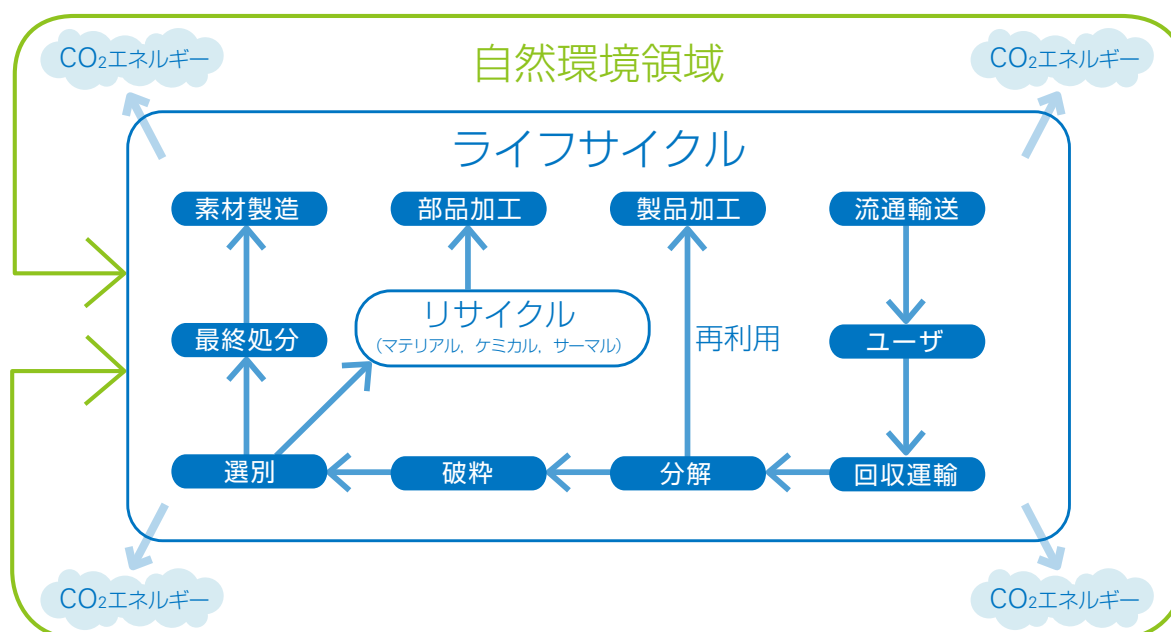 CO2エネルギー
自然環境領域
CO2エネルギー
ライフサイクル
素材製造
部品加工
製品加工
流通輸送
リサイクル
(マテリアル,ケミカル,サーマル)
最終処分
再利用
ユーザ
選別
破粋
分解
回収運輸
CO2エネルギー
CO2エネルギー